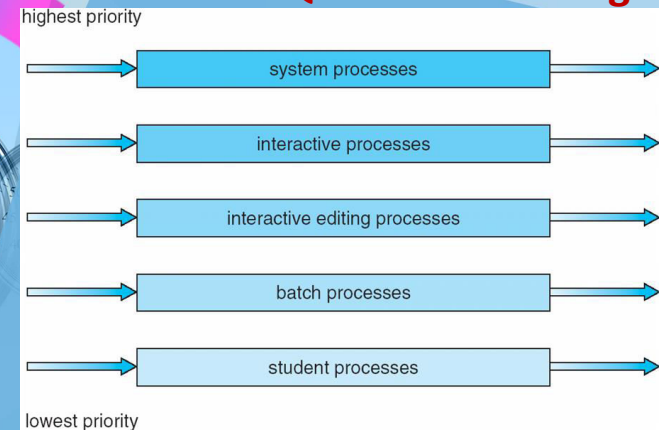 highest priority
system processes
interactive processes
interactive editing processes
batch processes
student processes
lowest priority